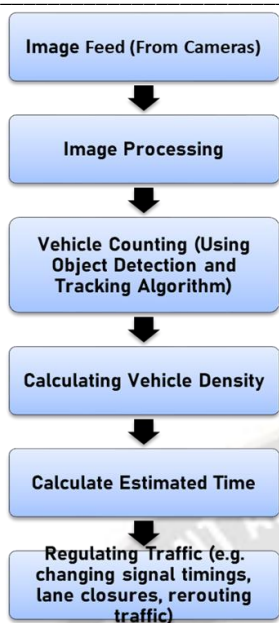 Image Feed (From Cameras)
Image Processing
Vehicle Counting (Using
Object Detection and
Tracking Algorithm)
Calculating Vehicle Density
Calculate Estimated Time
Regulating Traffic (e.g.
changing signal timings,
lane closures, rerouting
traffic)